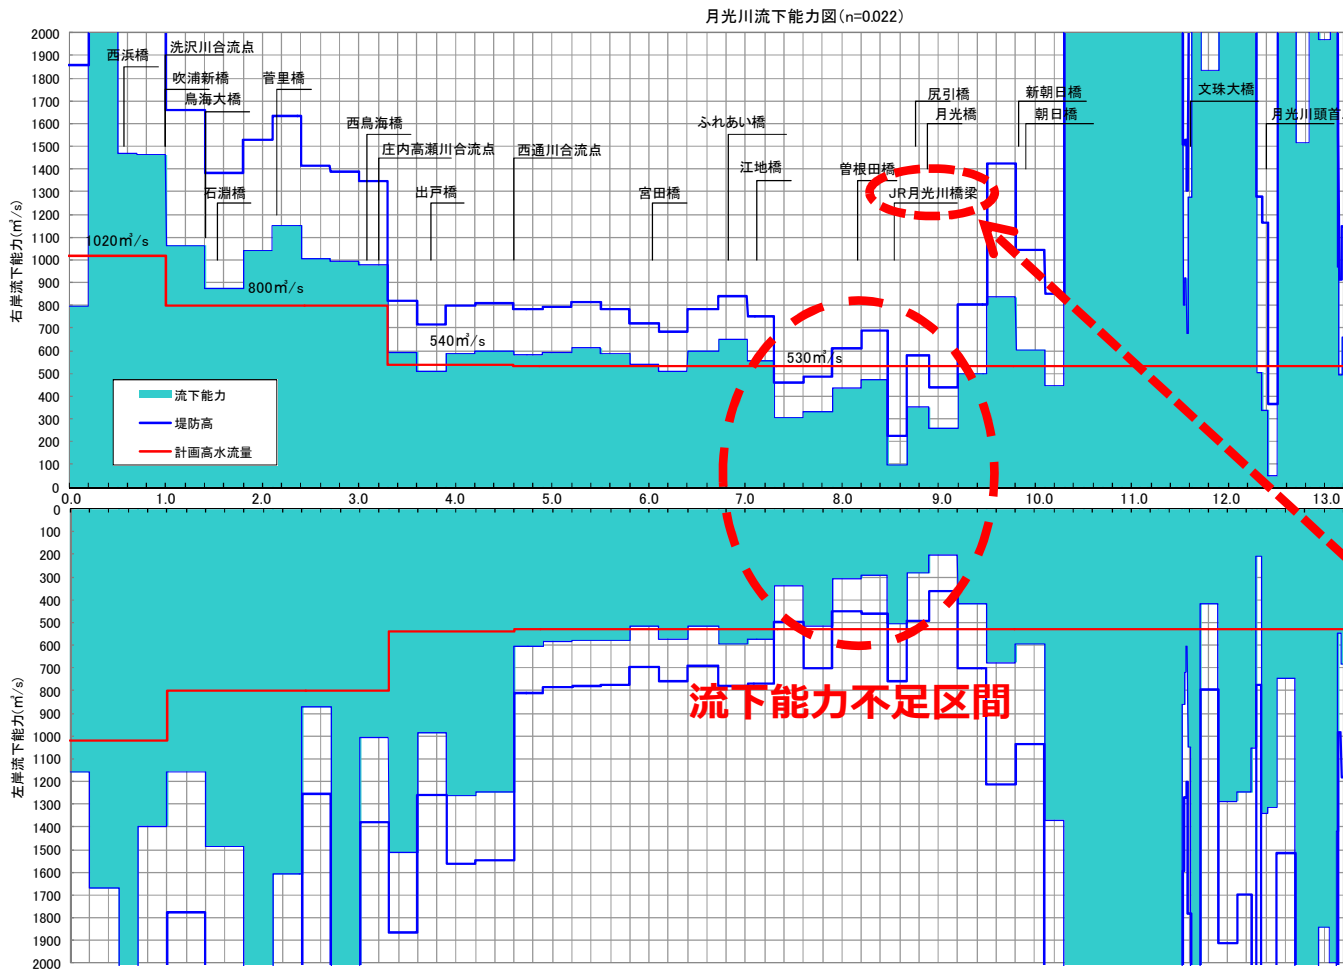 月光川流下能力図(n=0.022)
右岸流下能力(㎥/s)
2000
1900
1800
1700
1600
1500
1400
1300
1200
1100
1000
900
800
700
600
500
400
300
200
100
0
西浜橋
洗沢川合流点
吹浦新橋
鳥海大橋
菅里橋
石淵橋
西鳥海橋
庄内高瀬川合流点
出戸橋
西通川合流点
宮田橋
ふれあい橋
江地橋
曽根田橋
JR月光川橋梁
尻引橋
月光橋
新朝日橋
朝日橋
文珠大橋
月光川頭首
1020㎥/s
800㎥/s
540㎥/s
530㎥/s
流下能力
堤防高
計画高水流量
0.0 1.0 2.0 3.0 4.0 5.0 6.0 7.0 8.0 9.0 10.0 11.0 12.0 13.0
左岸流下能力(㎥/s)
0
100
200
300
400
500
600
700
800
900
1000
1100
1200
1300
1400
1500
1600
1700
1800
1900
2000
流下能力不足区間